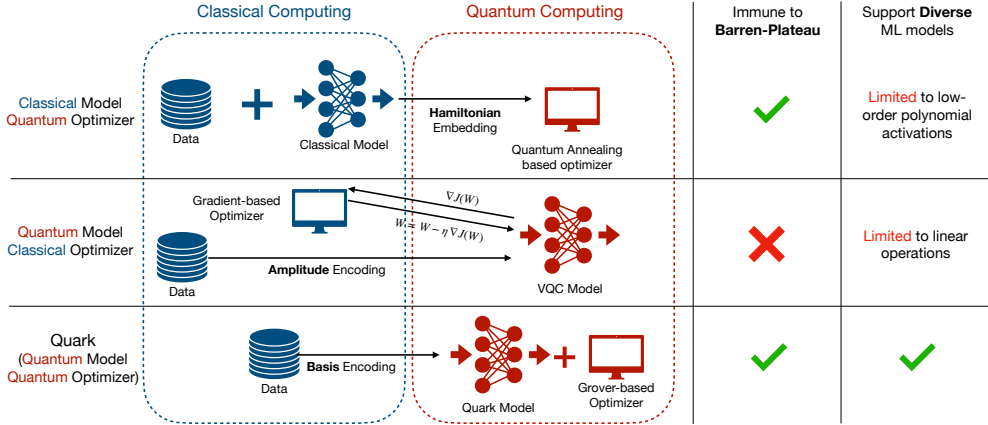 Classical Computing
Quantum Computing
Immune to
Barren-Plateau
Support Diverse
ML models
Classical Model
Quantum Optimizer
Data
Classical Model
Hamiltonian
Embedding
Quantum Annealing
based optimizer
Limited to low-
order polynomial
activations
Quantum Model
Classical Optimizer
Gradient-based
Optimizer
∇J(W)
W = W − η ∇J(W)
Data
Amplitude Encoding
VQC Model
Limited to linear
operations
Quark
(Quantum Model
Quantum Optimizer)
Data
Basis Encoding
Quark Model
Grover-based
Optimizer